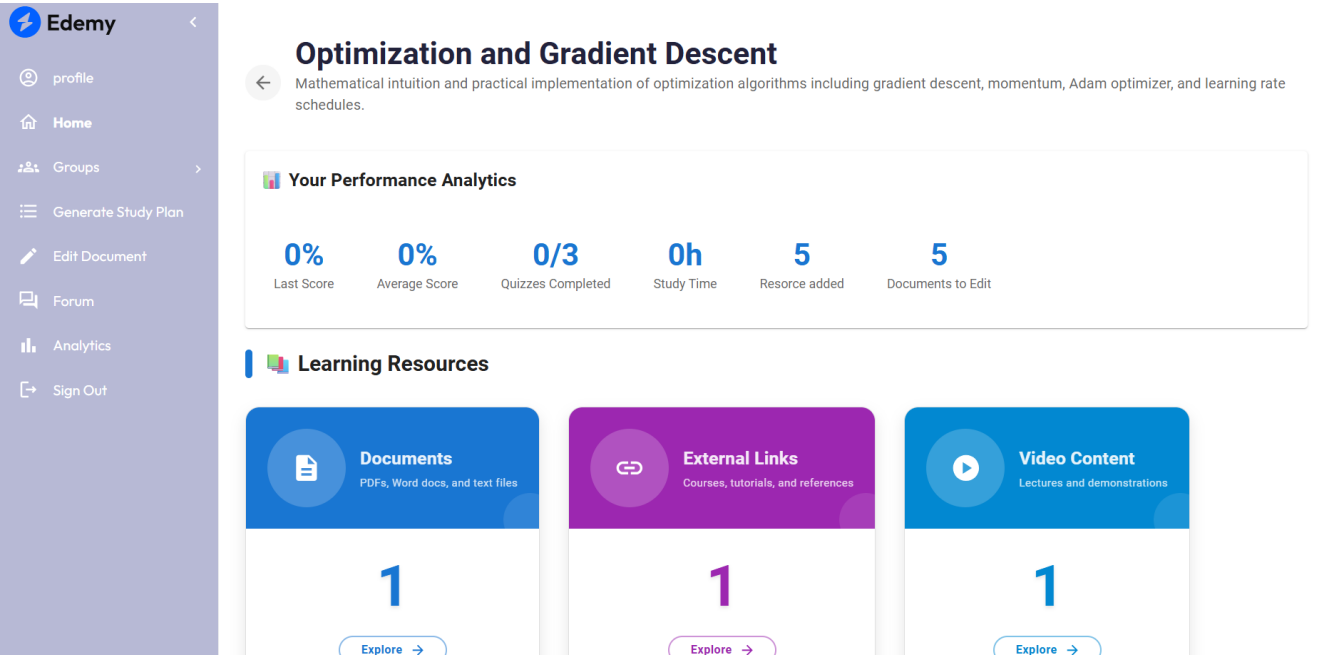 Edemy
profile
Home
Groups
Generate Study Plan
Edit Document
Forum
Analytics
Sign Out
Optimization and Gradient Descent
Mathematical intuition and practical implementation of optimization algorithms including gradient descent, momentum, Adam optimizer, and learning rate
schedules.
Your Performance Analytics
0% 0% 0/3 0h 5 5
Last Score Average Score Quizzes Completed Study Time Resorce added Documents to Edit
Learning Resources
Documents
PDFs, Word docs, and text files
1
Explore
External Links
Courses, tutorials, and references
1
Explore
Video Content
Lectures and demonstrations
1
Explore